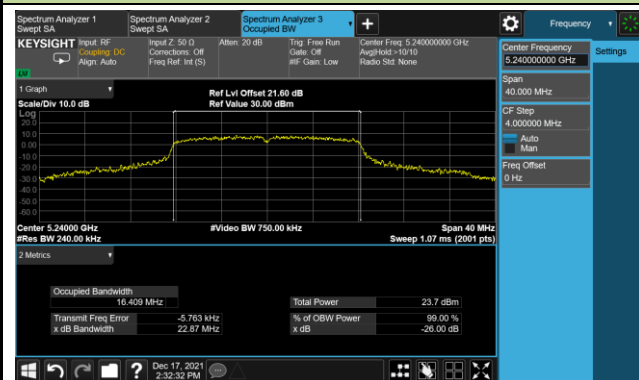 Spectrum Analyzer 1
Swept SA
Spectrum Analyzer 2
Swept SA
Spectrum Analyzer 3
Occupied BW
Frequency
KEYSIGHT
Input: RF
Coupling: DC
Align: Auto
Input Z: 50 Ω
Corrections: Off
Freq Ref: Int (S)
Atten: 20 dB
Trig: Free Run
Gate: Off
#IF Gain: Low
Center Freq: 5.240000000 GHz
Avg|Hold:>10/10
Radio Std: None
Center Frequency
5.240000000 GHz
Settings
Span
40.000 MHz
CF Step
4.000000 MHz
Auto
Man
Freq Offset
0 Hz
1 Graph
Scale/Div 10.0 dB
Ref Lvl Offset 21.60 dB
Ref Value 30.00 dBm
Log
20.0
10.0
0.00
-10.0
-20.0
-30.0
-40.0
-50.0
-60.0
Center 5.24000 GHz
#Res BW 240.00 kHz
#Video BW 750.00 kHz
Span 40 MHz
Sweep 1.07 ms (2001 pts)
2 Metrics
Occupied Bandwidth
16.409 MHz
Total Power 23.7 dBm
Transmit Freq Error -5.763 kHz
% of OBW Power 99.00 %
x dB Bandwidth 22.87 MHz
x dB -26.00 dB
?
Dec 17, 2021
2:32:32 PM